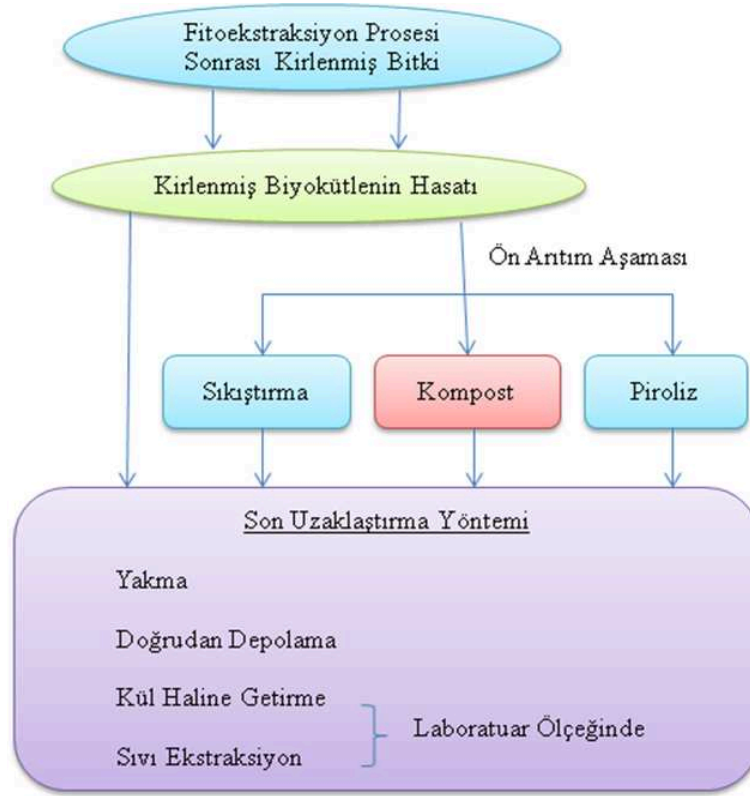 Fitoekstraksiyon Prosesi
Sonrası Kirlenmiş Bitki
Kirlenmiş Biyokütlenin Hasatı
Ön Arıtım Aşaması
Sıkıştırma
Kompost
Piroliz
Son Uzaklaştırma Yöntemi
Yakma
Doğrudan Depolama
Kül Haline Getirme
Laboratuar Ölçeğinde
Sıvı Ekstraksiyon